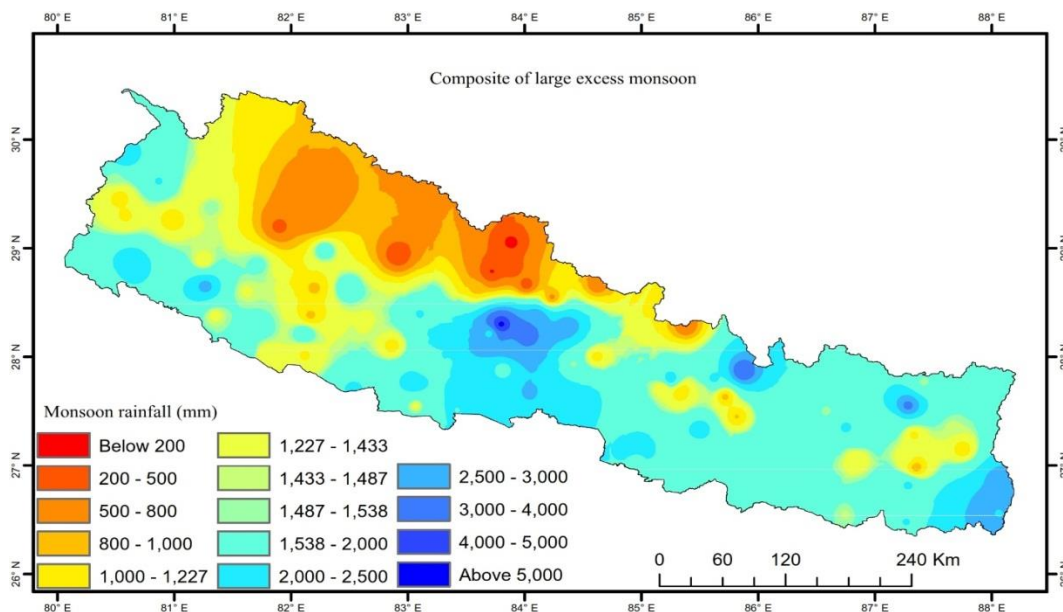 80° E 81° E 82° E 83° E 84° E 85° E 86° E 87° E 88° E
Composite of large excess monsoon
30° N
29° N
28° N
27° N
26° N
Monsoon rainfall (mm)
Below 200
200 - 500
500 - 800
800 - 1,000
1,000 - 1,227
1,227 - 1,433
1,433 - 1,487
1,487 - 1,538
1,538 - 2,000
2,000 - 2,500
2,500 - 3,000
3,000 - 4,000
4,000 - 5,000
Above 5,000
0 60 120 240 Km
80° E 81° E 82° E 83° E 84° E 85° E 86° E 87° E 88° E